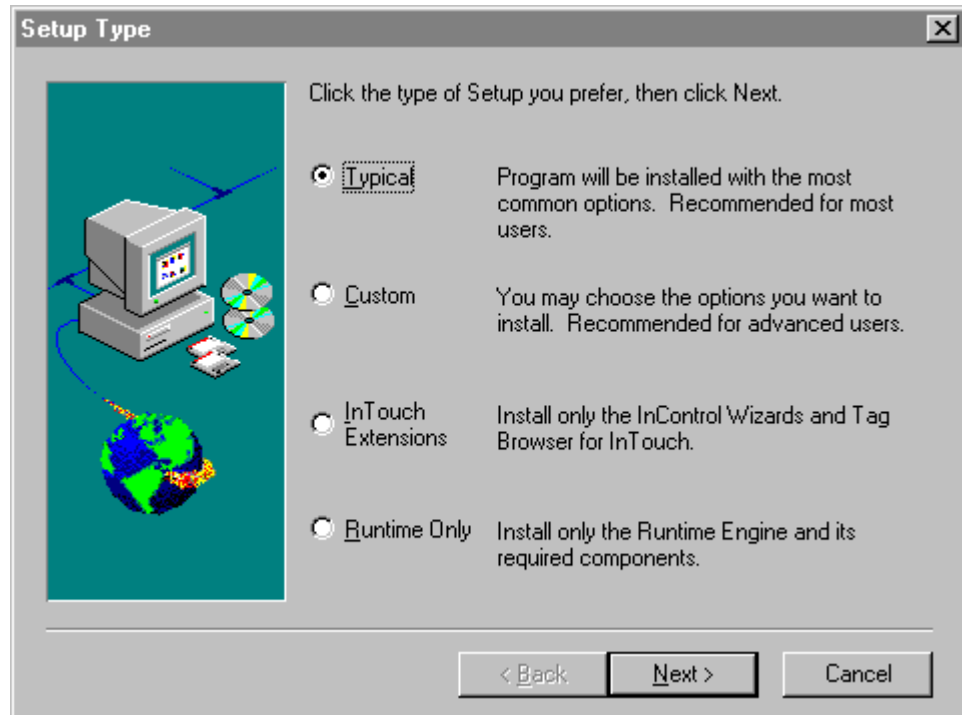 Setup Type
Click the type of Setup you prefer, then click Next.
Typical
Program will be installed with the most
common options.  Recommended for most
users.
Custom
You may choose the options you want to
install.  Recommended for advanced users.
InTouch
Extensions
Install only the InControl Wizards and Tag
Browser for InTouch.
Runtime Only
Install only the Runtime Engine and its
required components.
< Back
Next >
Cancel